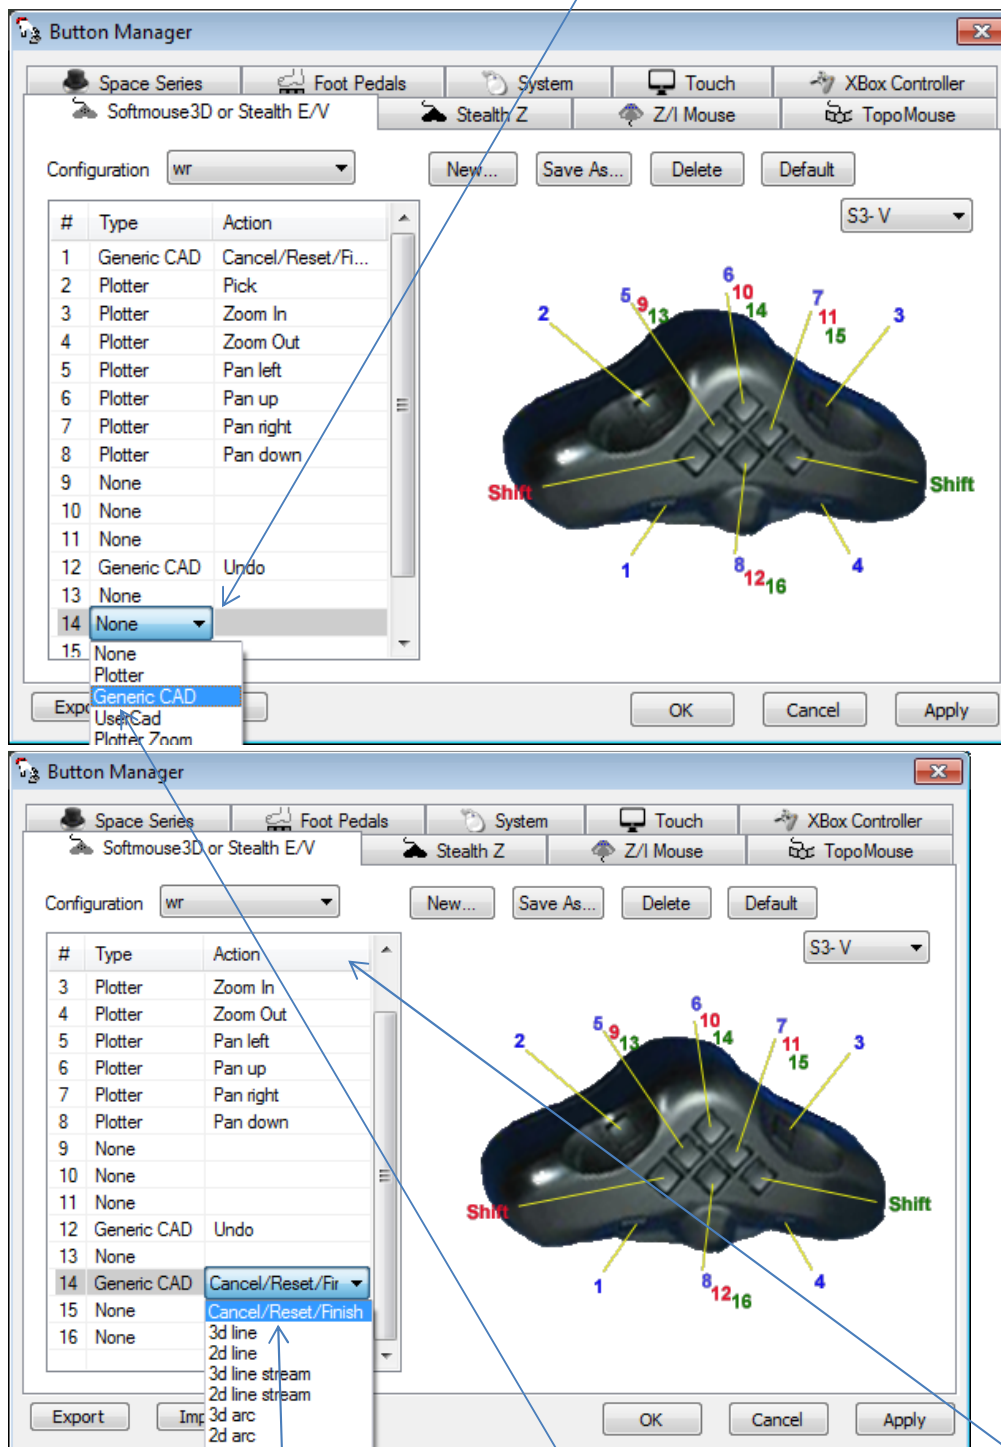 Button Manager
Space Series Foot Pedals System Touch XBox Controller
Softmouse3D or Stealth E/V Stealth Z Z/I Mouse TopoMouse
Configuration wr New... Save As... Delete Default
S3- V
# Type Action
1 Generic CAD Cancel/Reset/Fi...
2 Plotter Pick
3 Plotter Zoom In
4 Plotter Zoom Out
5 Plotter Pan left
6 Plotter Pan up
7 Plotter Pan right
8 Plotter Pan down
9 None
10 None
11 None
12 Generic CAD Undo
13 None
14 None
15
None
Plotter
Generic CAD
UserCad
Plotter Zoom
6
5 9 13 10 14 7 11 15
2 3
Shift Shift
1 8 12 16 4
Expo OK Cancel Apply
Button Manager
Space Series Foot Pedals System Touch XBox Controller
Softmouse3D or Stealth E/V Stealth Z Z/I Mouse TopoMouse
Configuration wr New... Save As... Delete Default
S3- V
# Type Action
3 Plotter Zoom In
4 Plotter Zoom Out
5 Plotter Pan left
6 Plotter Pan up
7 Plotter Pan right
8 Plotter Pan down
9 None
10 None
11 None
12 Generic CAD Undo
13 None
14 Generic CAD Cancel/Reset/Fir
15 None
16 None
Cancel/Reset/Finish
3d line
2d line
3d line stream
2d line stream
3d arc
2d arc
6
5 9 13 10 14 7 11 15
2 3
Shift Shift
1 8 12 16 4
Export Imp OK Cancel Apply